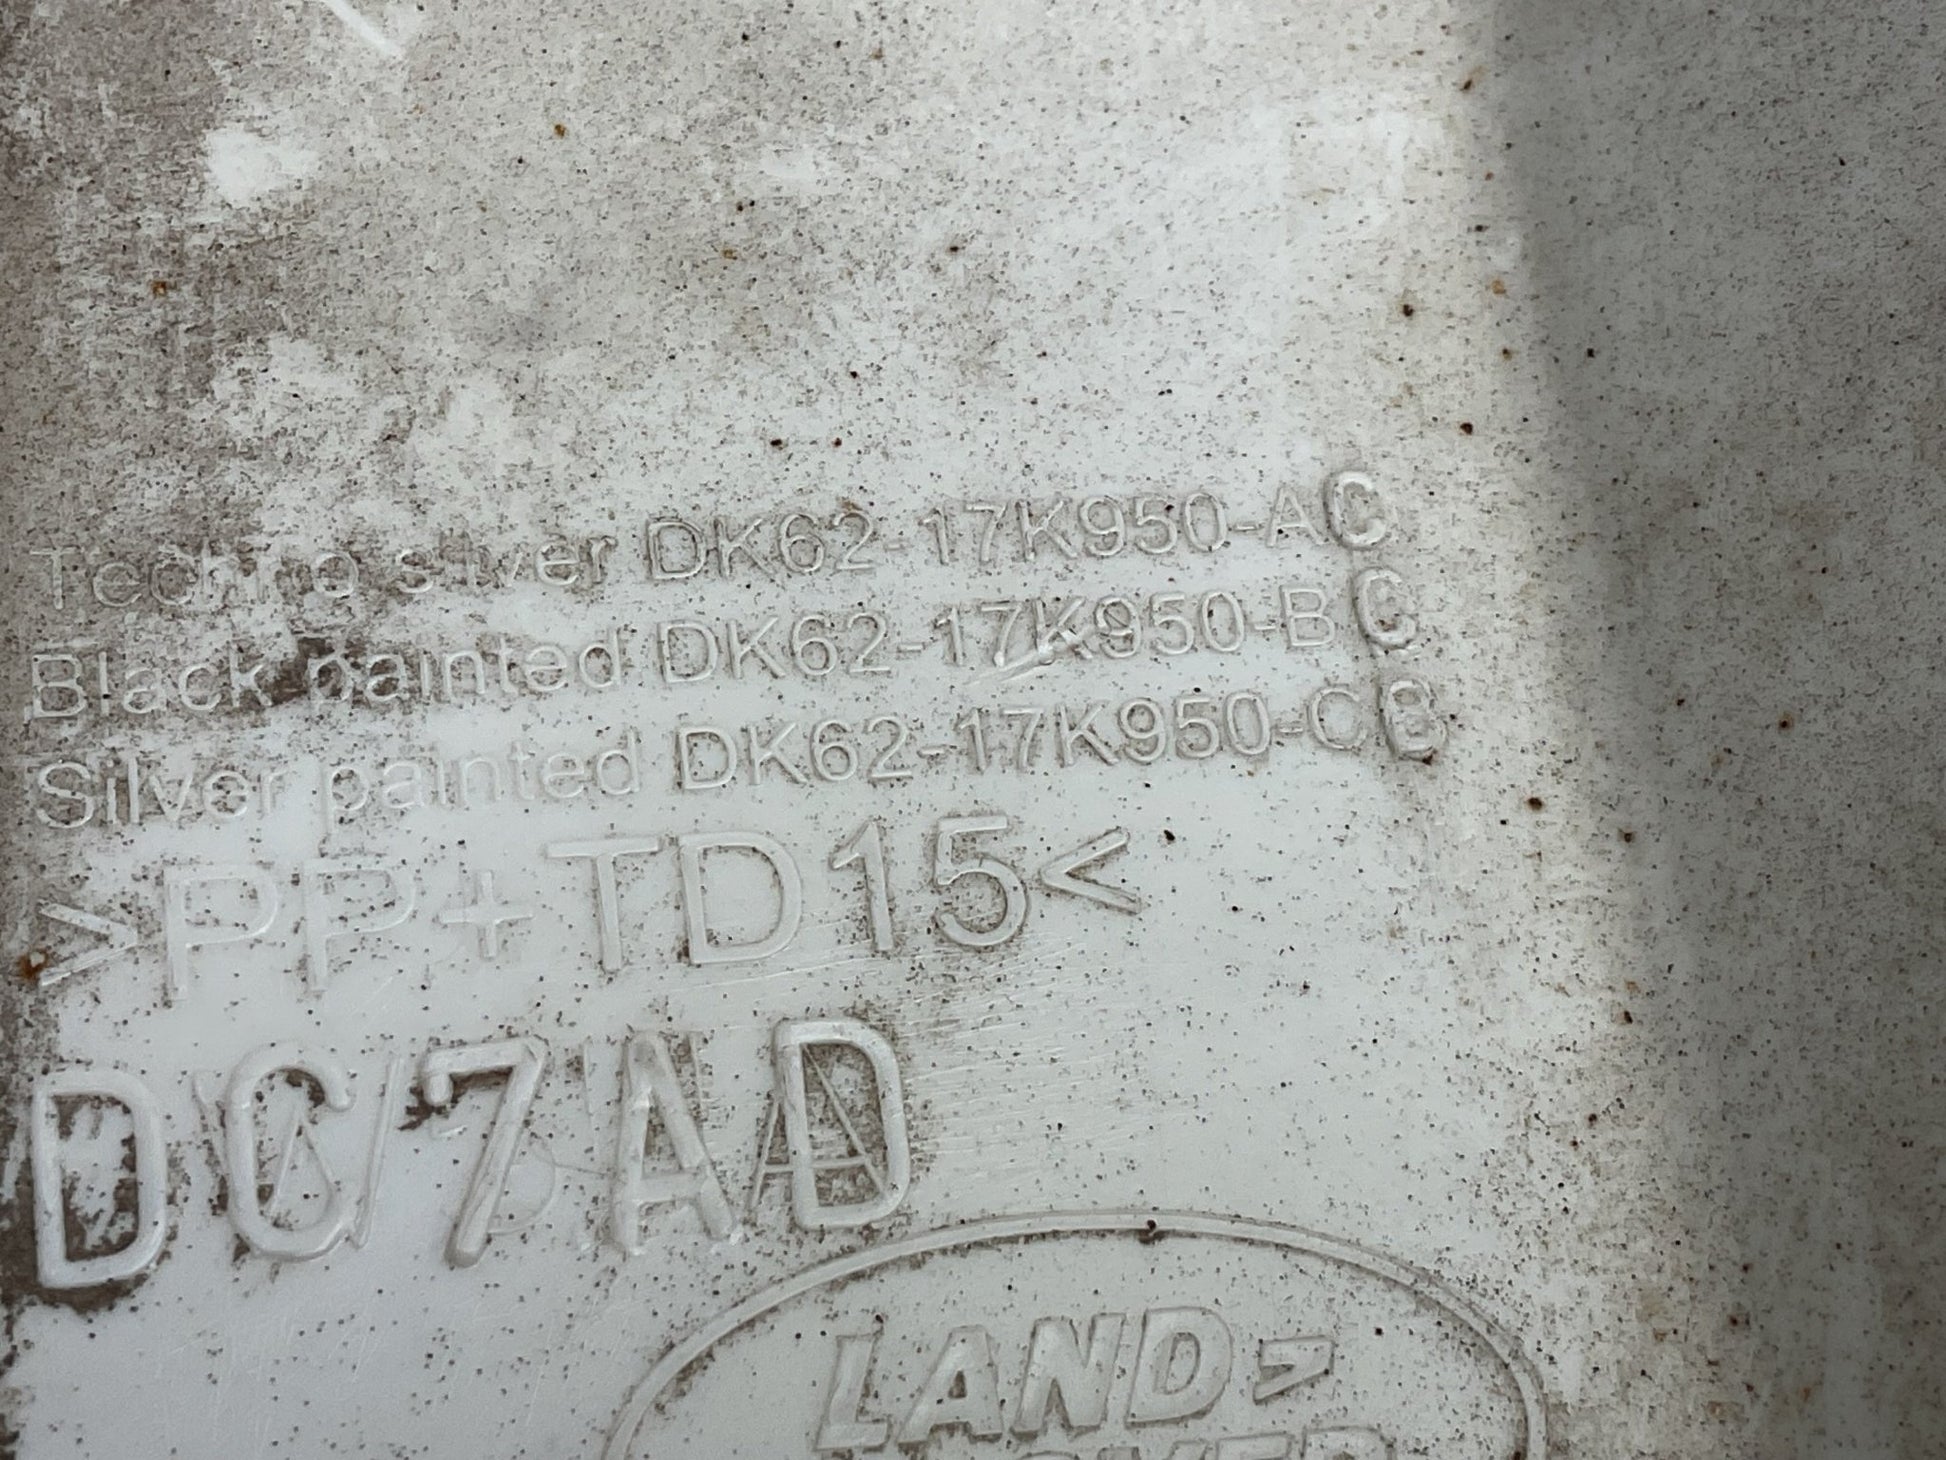 Techno silver DK62-17K950-AC
Black painted DK62-17K950-BC
Silver painted DK62-17K950-CB
>PP+TD15<
DC7AD
LAND